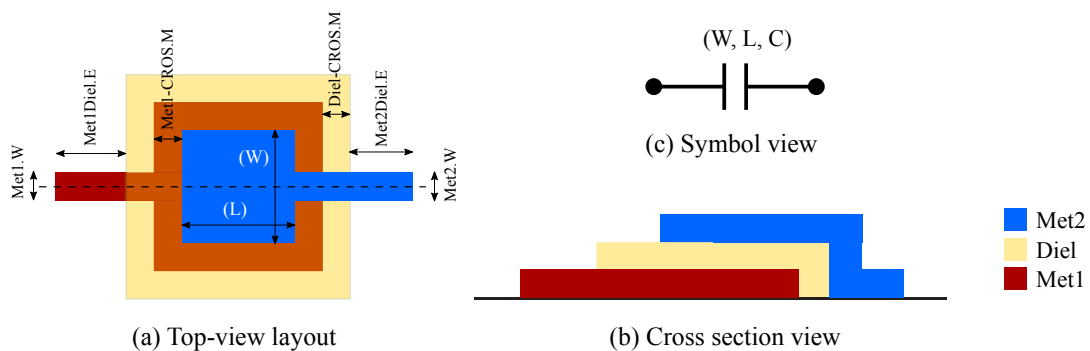 Met1Diel.E
Met1-CROS.M
Diel-CROS.M
Met2Diel.E
Met1.W
(W)
(L)
Met2.W
(a) Top-view layout
(W, L, C)
(c) Symbol view
(b) Cross section view
Met2
Diel
Met1